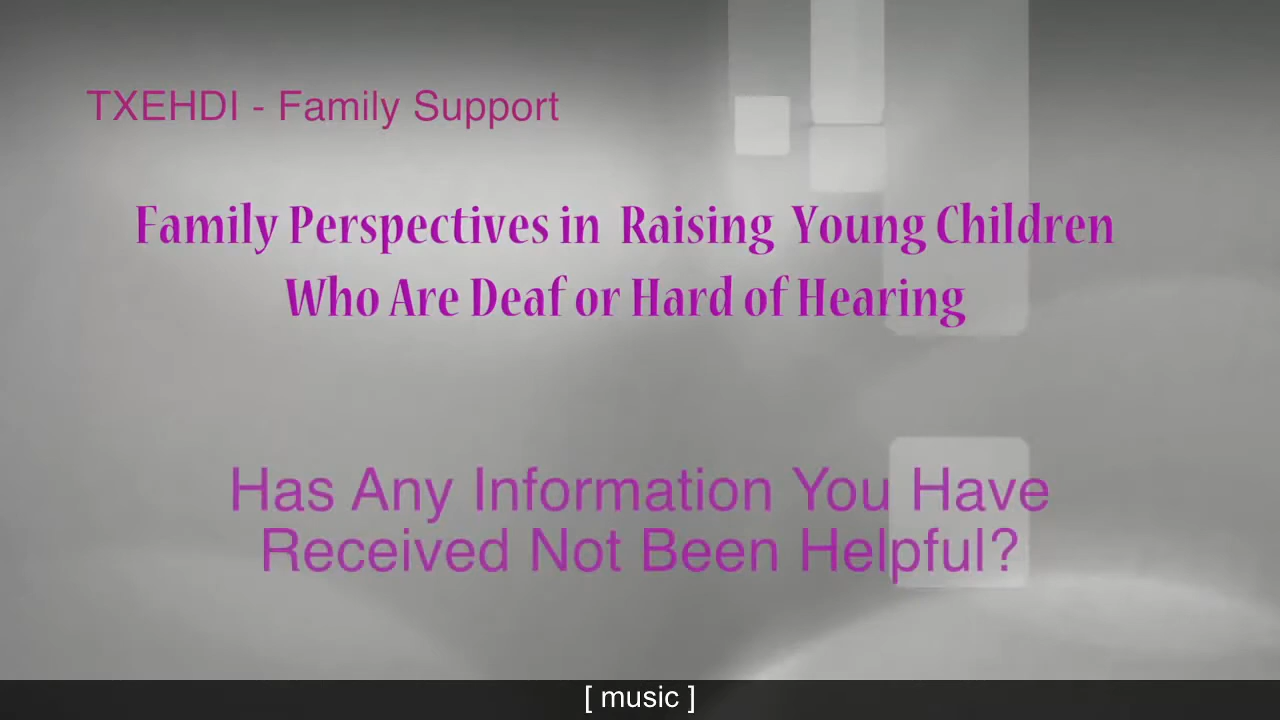 TXEHDI - Family Support
Family Perspectives in Raising Young Children
Who Are Deaf or Hard of Hearing
Has Any Information You Have
Received Not Been Helpful?
[ music ]